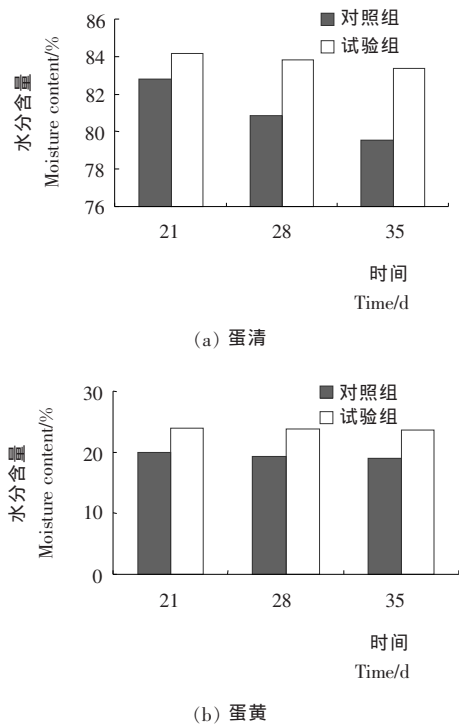 86
84
82
80
78
76
水分含量
Moisture content/%
对照组
试验组
21 28 35
时间
Time/d
(a) 蛋清
30
20
10
0
水分含量
Moisture content/%
对照组
试验组
21 28 35
时间
Time/d
(b) 蛋黄